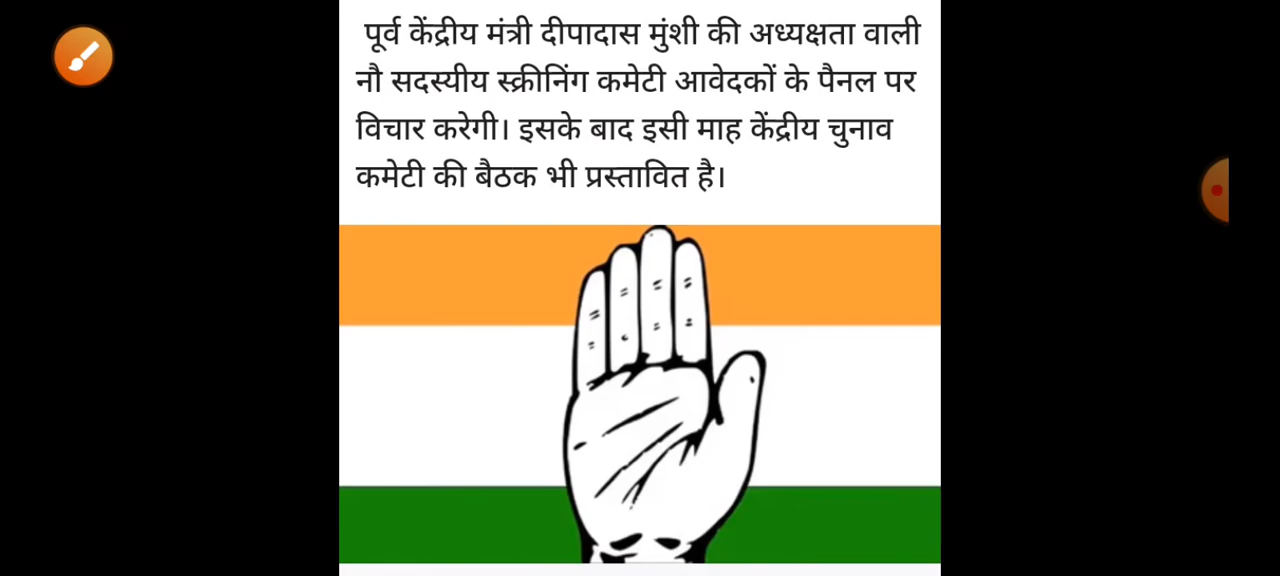 पूर्व केंद्रीय मंत्री दीपादास मुंशी की अध्यक्षता वाली
नौ सदस्यीय स्क्रीनिंग कमेटी आवेदकों के पैनल पर
विचार करेगी। इसके बाद इसी माह केंद्रीय चुनाव
कमेटी की बैठक भी प्रस्तावित है।